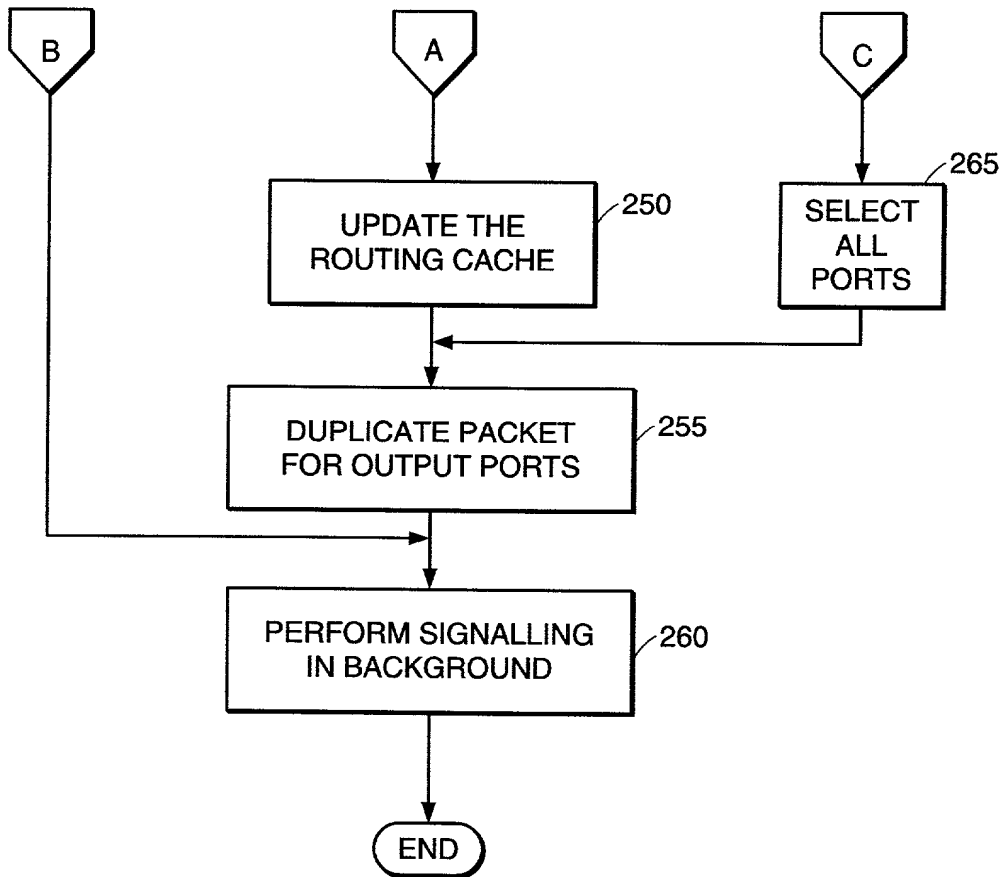 B
A
C
265
250
UPDATE THE
ROUTING CACHE
SELECT
ALL
PORTS
255
DUPLICATE PACKET
FOR OUTPUT PORTS
260
PERFORM SIGNALLING
IN BACKGROUND
END